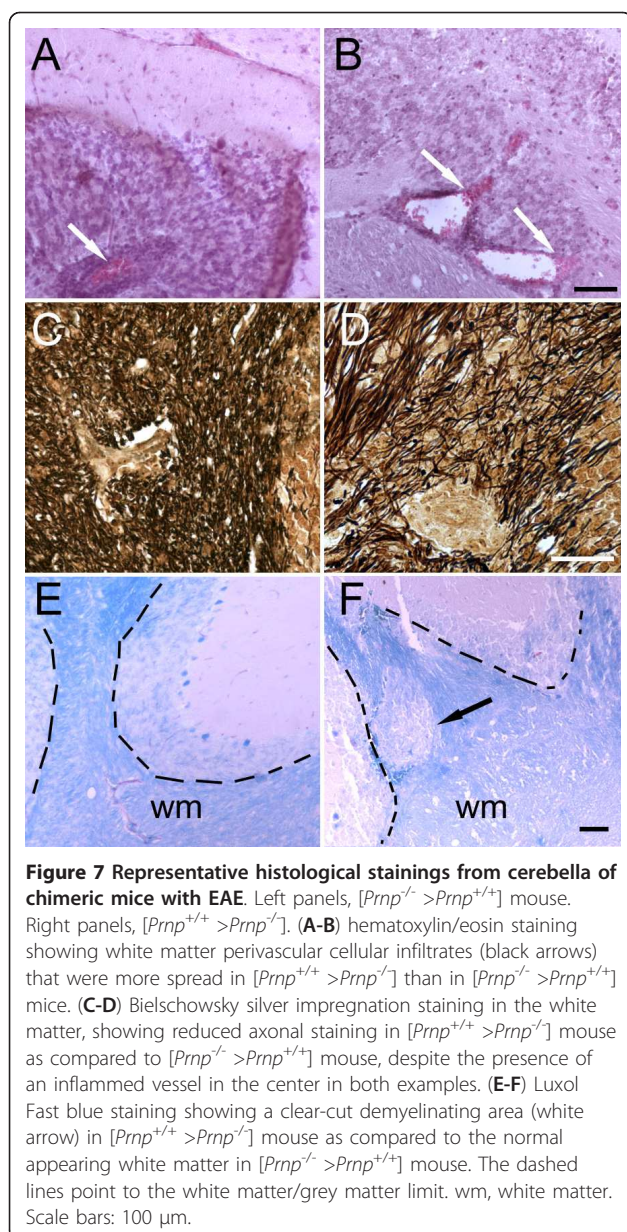 A
B
C
D
E
F
wm
wm
Figure 7 Representative histological stainings from cerebella of
chimeric mice with EAE. Left panels, [Prnp-/- >Prnp+/+] mouse.
Right panels, [Prnp+/+ >Prnp-/-]. (A-B) hematoxylin/eosin staining
showing white matter perivascular cellular infiltrates (black arrows)
that were more spread in [Prnp+/+ >Prnp-/-] than in [Prnp-/- >Prnp+/+]
mice. (C-D) Bielschowsky silver impregnation staining in the white
matter, showing reduced axonal staining in [Prnp+/+ >Prnp-/-] mouse
as compared to [Prnp-/- >Prnp+/+] mouse, despite the presence of
an inflammed vessel in the center in both examples. (E-F) Luxol
Fast blue staining showing a clear-cut demyelinating area (white
arrow) in [Prnp+/+ >Prnp-/-] mouse as compared to the normal
appearing white matter in [Prnp-/- >Prnp+/+] mouse. The dashed
lines point to the white matter/grey matter limit. wm, white matter.
Scale bars: 100 μm.